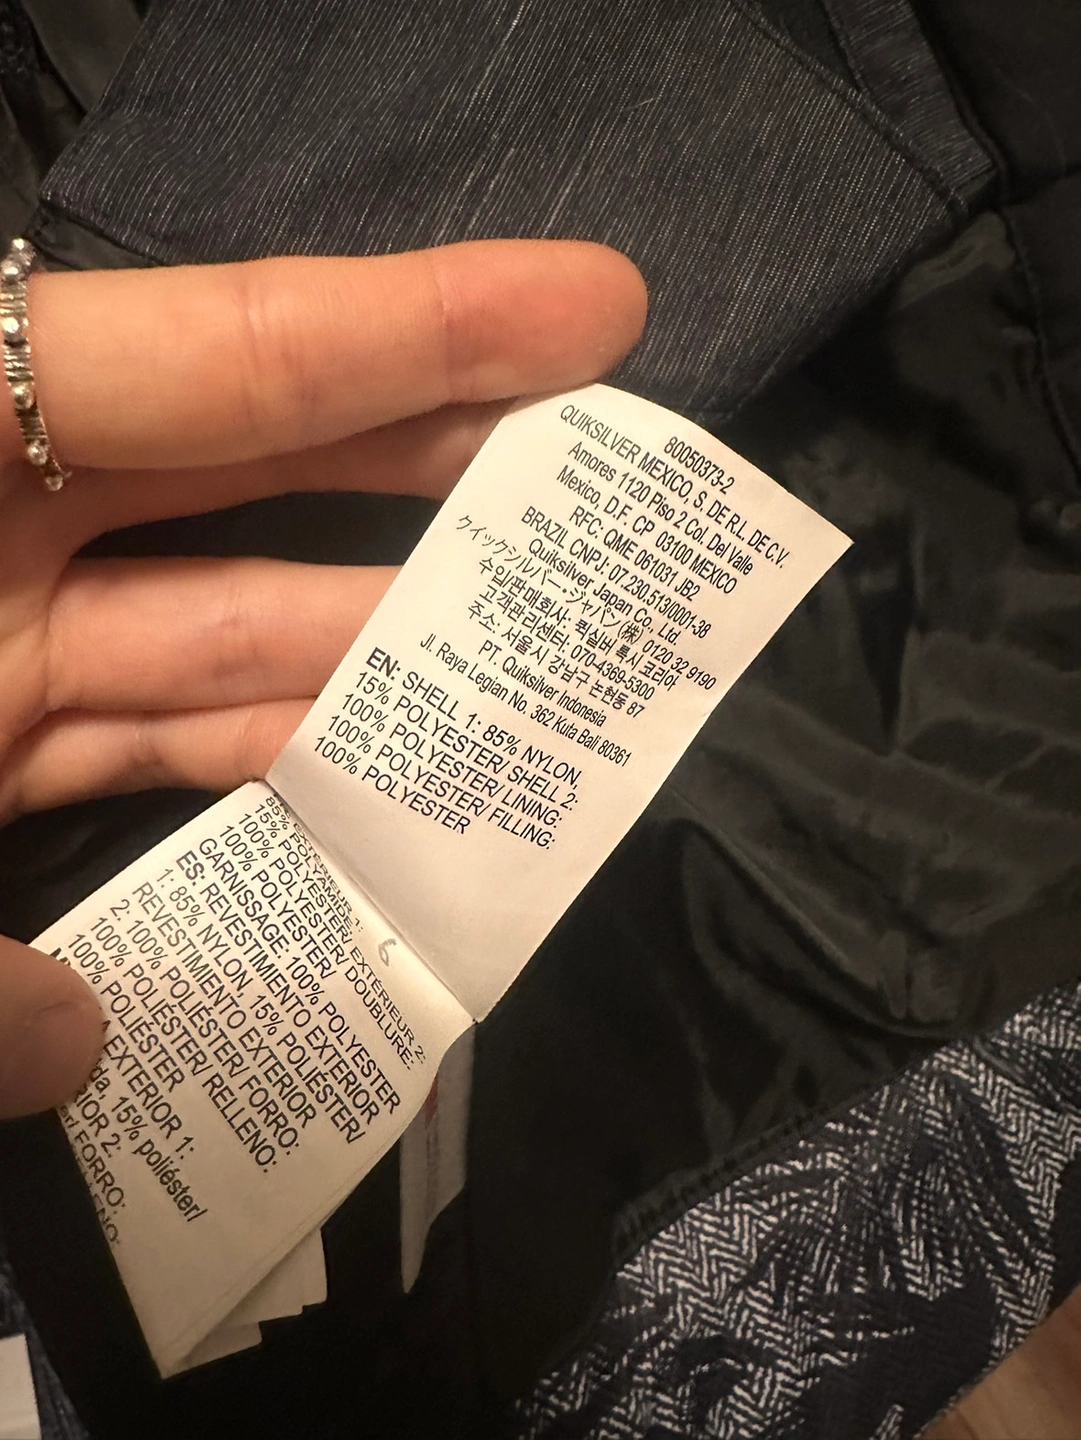 80050373-2
QUIKSILVER MEXICO, S. DE R.L. DE C.V.
Amores 1120 Piso 2 Col. Del Valle
Mexico, D.F. CP 03100 MEXICO
RFC: QME 061031 JB2
BRAZIL CNPJ: 07.230.513/0001-38
Quiksilver Japan Co., Ltd.
クイックシルバー・ジャパン(株) 0120 32 9190
수입/판매회사: 퀵실버 록시 코리아
고객관리센터: 070-4369-5300
주소: 서울시 강남구 논현동 87
PT. Quiksilver Indonesia
Jl. Raya Legian No. 362 Kuta Bali 80361
EN: SHELL 1: 85% NYLON,
15% POLYESTER/ SHELL 2:
100% POLYESTER/ LINING:
100% POLYESTER/ FILLING:
100% POLYESTER
EXTÉRIEUR 1:
85% POLYAMIDE,
15% POLYESTER/ EXTÉRIEUR 2:
100% POLYESTER/ DOUBLURE:
100% POLYESTER/
GARNISSAGE: 100% POLYESTER
ES: REVESTIMIENTO EXTERIOR
1: 85% NYLON, 15% POLIÉSTER/
REVESTIMIENTO EXTERIOR
2: 100% POLIÉSTER/ FORRO:
100% POLIÉSTER/ RELLENO:
100% POLIÉSTER
EXTERIOR 1:
15% poliéster/
2:
FORRO:
6